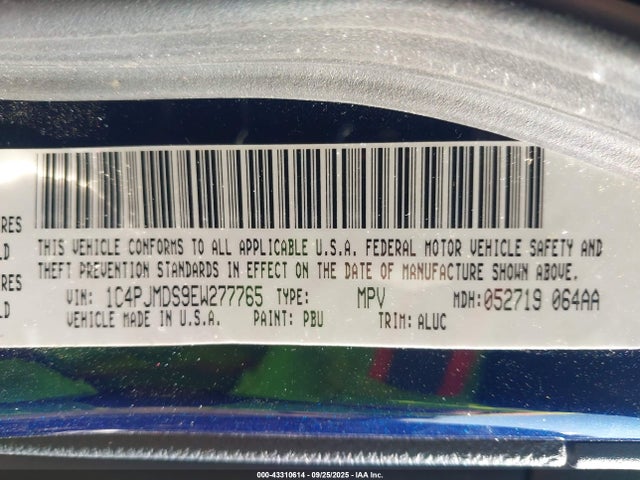 RES
LD
RES
LD
THIS VEHICLE CONFORMS TO ALL APPLICABLE U.S.A. FEDERAL MOTOR VEHICLE SAFETY AND
THEFT PREVENTION STANDARDS IN EFFECT ON THE DATE OF MANUFACTURE SHOWN ABOVE.
VIN: 1C4PJMDS9EW277765 TYPE: MPV MDH: 052719 064AA
VEHICLE MADE IN U.S.A. PAINT: PBU TRIM: ALUC
000-43310614 - 09/25/2025 - IAA Inc.